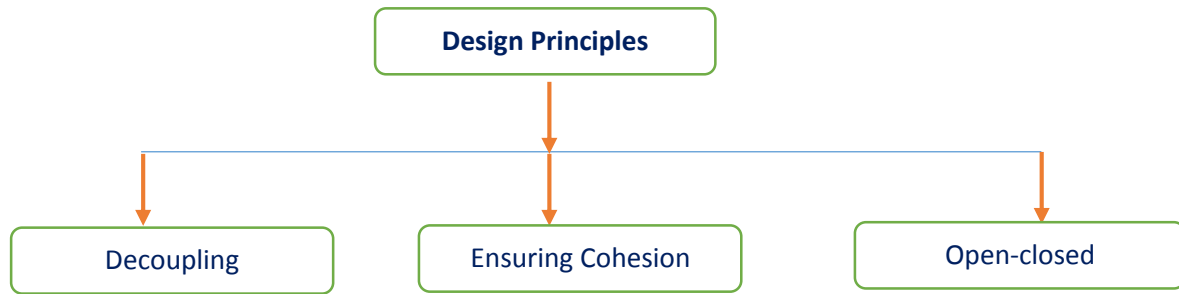 Design Principles
Decoupling
Ensuring Cohesion
Open-closed